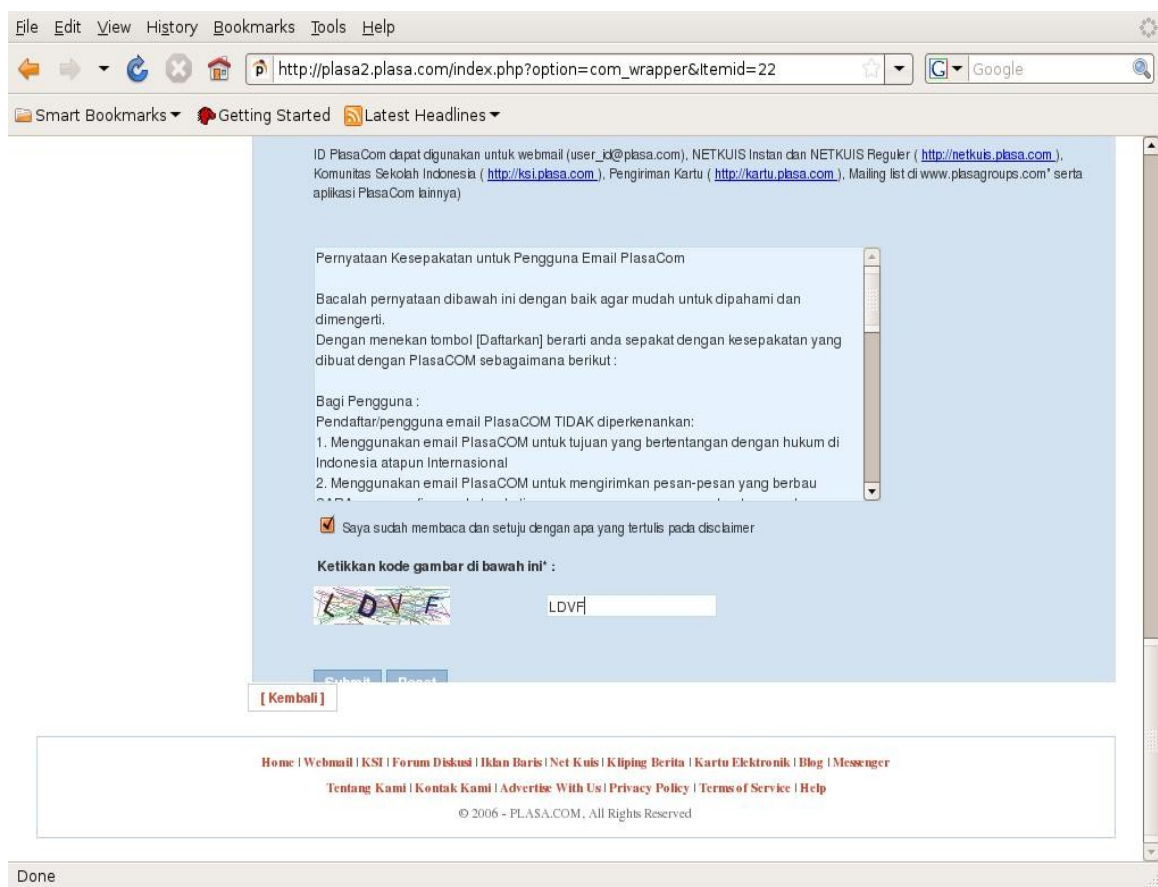 File Edit View History Bookmarks Tools Help
http://plasa2.plasa.com/index.php?option=com_wrapper&Itemid=22
Google
Smart Bookmarks Getting Started Latest Headlines
ID PlasaCom dapat digunakan untuk webmail (user_id@plasa.com), NETKUIS Instan dan NETKUIS Reguler ( http://netkuis.plasa.com ),
Komunitas Sekolah Indonesia ( http://ksi.plasa.com ), Pengiriman Kartu ( http://kartu.plasa.com ), Mailing list di www.plasagroups.com* serta
aplikasi PlasaCom lainnya)
Pernyataan Kesepakatan untuk Pengguna Email PlasaCom
Bacalah pernyataan dibawah ini dengan baik agar mudah untuk dipahami dan
dimengerti.
Dengan menekan tombol [Daftarkan] berarti anda sepakat dengan kesepakatan yang
dibuat dengan PlasaCOM sebagaimana berikut :
Bagi Pengguna :
Pendaftar/pengguna email PlasaCOM TIDAK diperkenankan:
1. Menggunakan email PlasaCOM untuk tujuan yang bertentangan dengan hukum di
Indonesia atapun Internasional
2. Menggunakan email PlasaCOM untuk mengirimkan pesan-pesan yang berbau
Saya sudah membaca dan setuju dengan apa yang tertulis pada disclaimer
Ketikkan kode gambar di bawah ini* :
L D V F
LDVF
Submit Reset
[ Kembali ]
Home | Webmail | KSI | Forum Diskusi | Iklan Baris | Net Kuis | Kliping Berita | Kartu Elektronik | Blog | Messenger
Tentang Kami | Kontak Kami | Advertise With Us | Privacy Policy | Terms of Service | Help
© 2006 - PLASA.COM, All Rights Reserved
Done